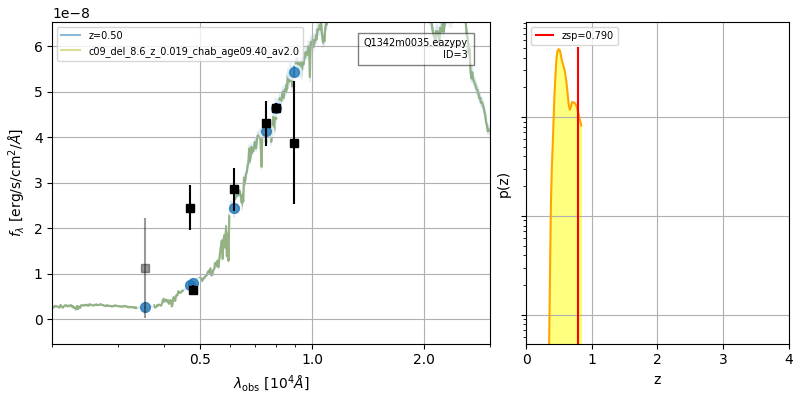 1e−8
z=0.50
c09_del_8.6_z_0.019_chab_age09.40_av2.0
Q1342m0035.eazypy
ID=3
6
5
4
3
2
1
0
fλ [erg/s/cm²/Å]
0.5
1.0
2.0
λobs [10⁴Å]
zsp=0.790
p(z)
0
1
2
3
4
z